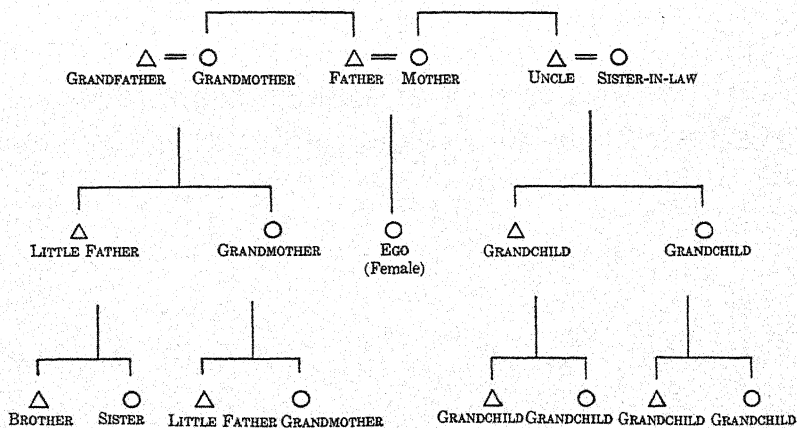 GRANDFATHER GRANDMOTHER FATHER MOTHER UNCLE SISTER-IN-LAW
LITTLE FATHER GRANDMOTHER EGO GRANDCHILD GRANDCHILD
(Female)
BROTHER SISTER LITTLE FATHER GRANDMOTHER GRANDCHILD GRANDCHILD GRANDCHILD GRANDCHILD